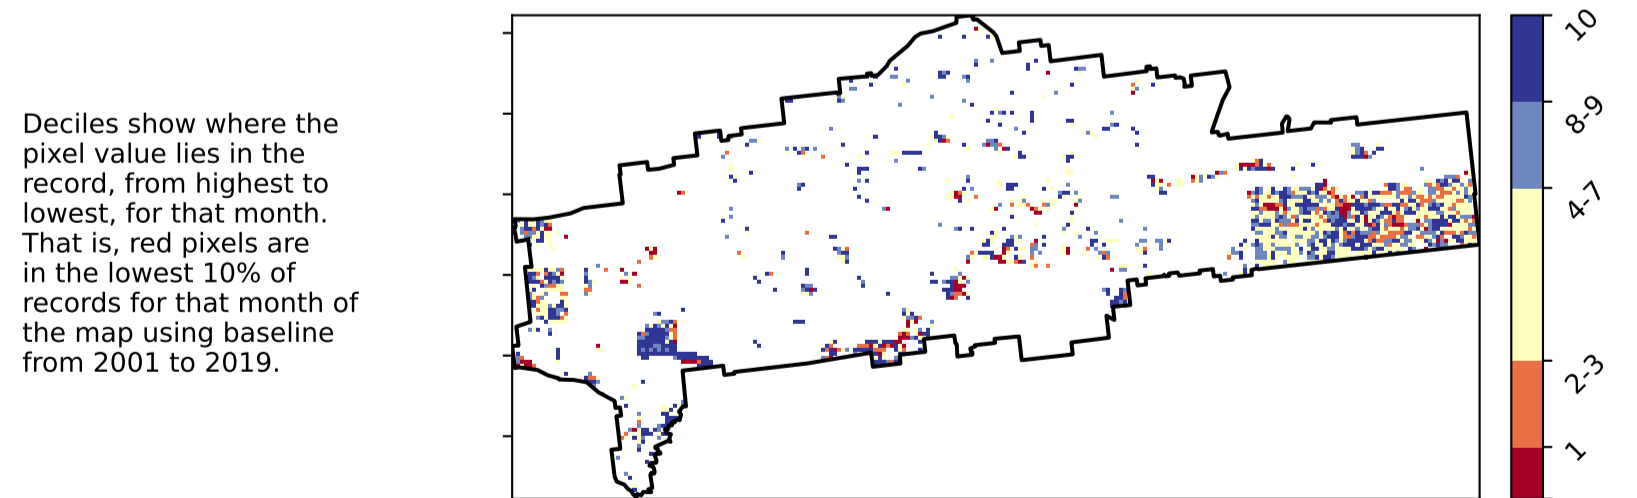 Deciles show where the
pixel value lies in the
record, from highest to
lowest, for that month.
That is, red pixels are
in the lowest 10% of
records for that month of
the map using baseline
from 2001 to 2019.
10
8-9
4-7
2-3
1